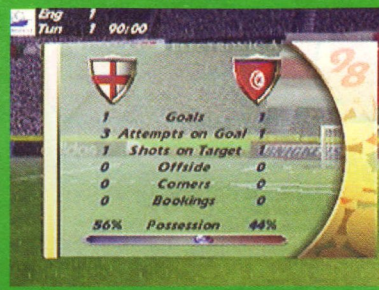 Eng 1
Tun 1 90:00
98
1 Goals 1
3 Attempts on Goal 1
1 Shots on Target 1
0 Offside 0
0 Corners 0
0 Bookings 0
56% Possession 44%